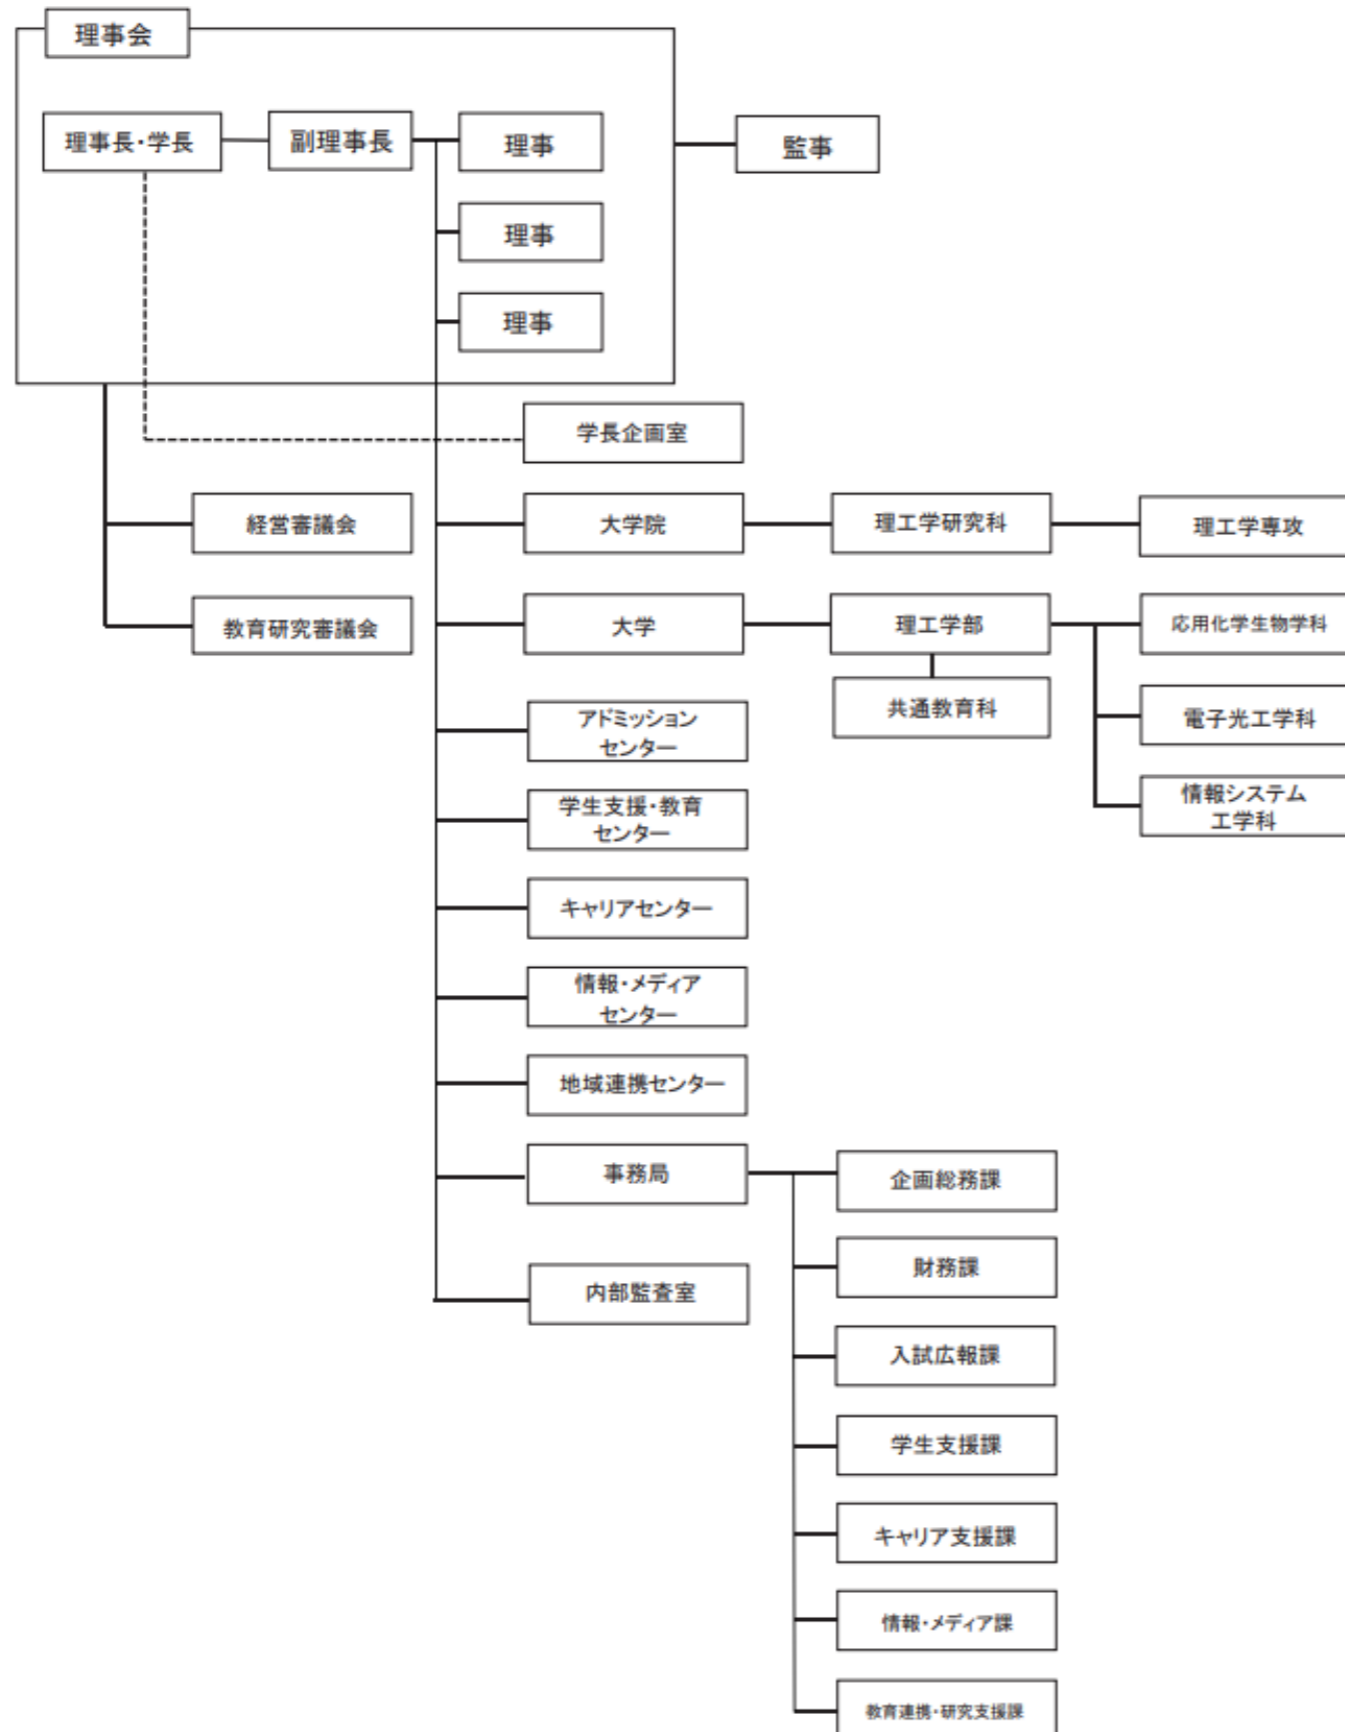 理事会
理事長・学長
副理事長
理事
監事
理事
理事
学長企画室
経営審議会
大学院
理工学研究科
理工学専攻
教育研究審議会
大学
理工学部
応用化学生物学科
共通教育科
電子光工学科
アドミッション
センター
情報システム
工学科
学生支援・教育
センター
キャリアセンター
情報・メディア
センター
地域連携センター
事務局
企画総務課
財務課
内部監査室
入試広報課
学生支援課
キャリア支援課
情報・メディア課
教育連携・研究支援課